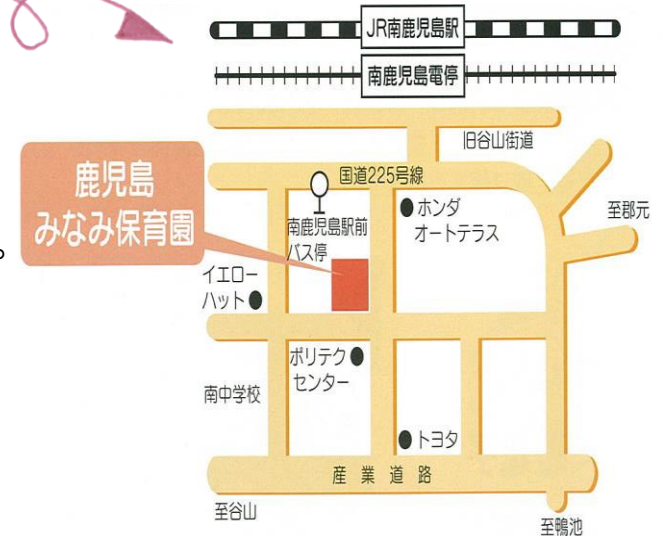 JR南鹿児島駅
南鹿児島電停
旧谷山街道
国道225号線
鹿児島
みなみ保育園
南鹿児島駅前
バス停
ホンダ
オートテラス
至郡元
。
イエロー
ハット
ポリテク
センター
南中学校
トヨタ
産業道路
至谷山
至鴨池